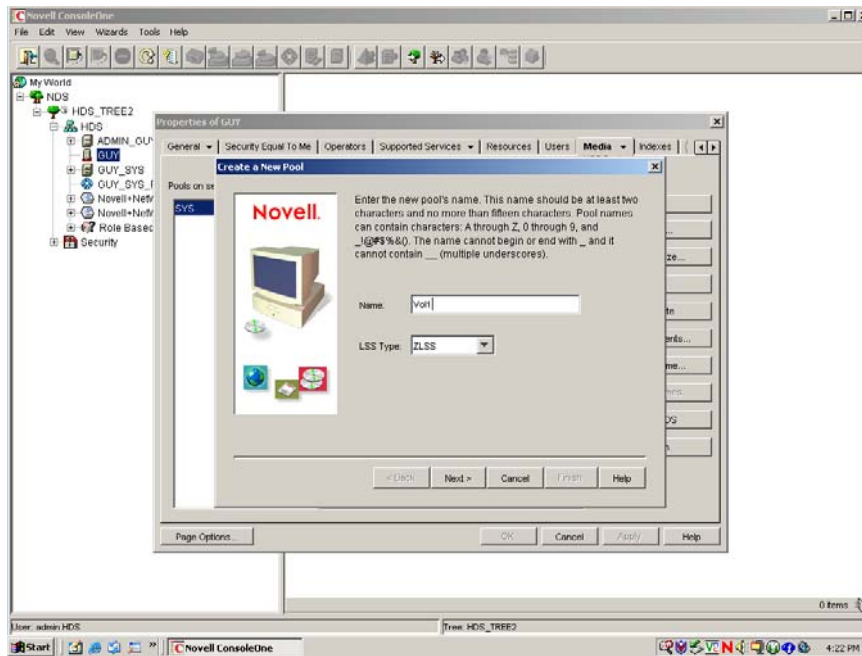 Novell ConsoleOne
File Edit View Wizards Tools Help
My World
NDS
HDS_TREE2
HDS
ADMIN_GUY
GUY
GUY_SYS
GUY_SYS_
Novell+Net
Novell+Net
Role Based
Security
Properties of GUY
General Security Equal To Me Operators Supported Services Resources Users Media Indexes
Pools on se
SYS
Create a New Pool
Novell.
Enter the new pool's name. This name should be at least two
characters and no more than fifteen characters. Pool names
can contain characters: A through Z, 0 through 9, and
_!@#$%&(). The name cannot begin or end with _ and it
cannot contain __ (multiple underscores).
Name:
LSS Type: ZLSS
< Back Next > Cancel Finish Help
ze...
te
ents...
me...
DS
Page Options... OK Cancel Apply Help
0 items
User: admin.HDS Tree: HDS_TREE2
Start » Novell ConsoleOne 4:22 PM